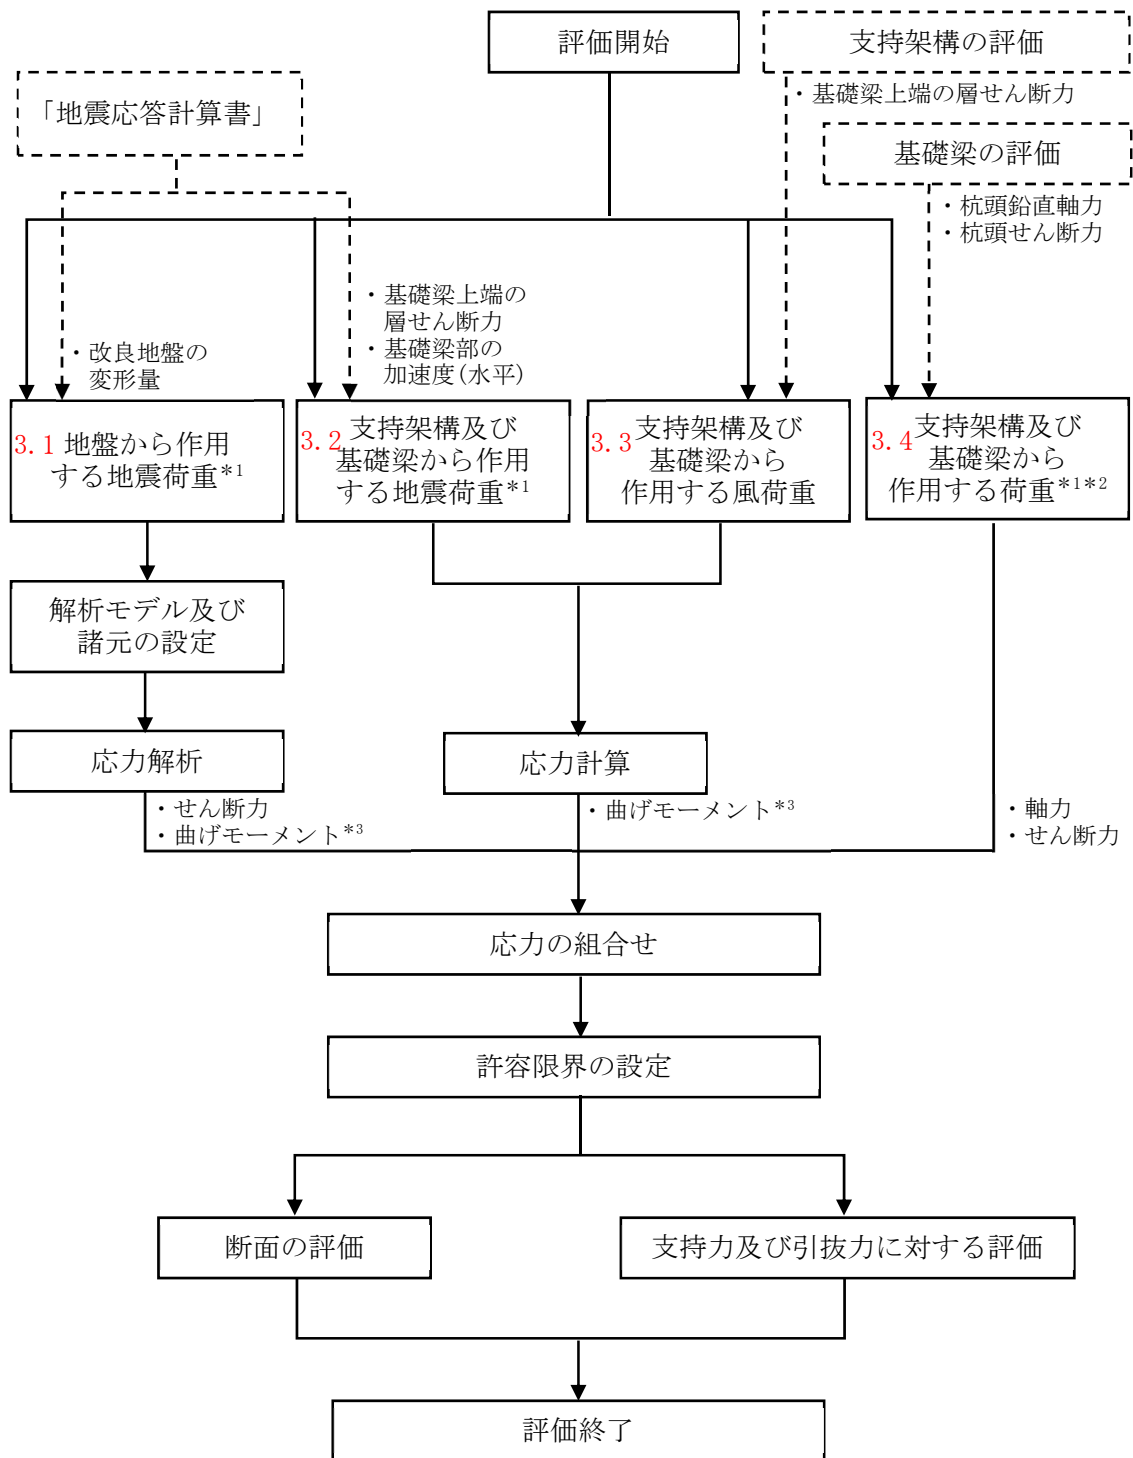 評価開始
支持架構の評価
・基礎梁上端の層せん断力
「地震応答計算書」
基礎梁の評価
・杭頭鉛直軸力
・杭頭せん断力
・基礎梁上端の
層せん断力
・基礎梁部の
加速度(水平)
・改良地盤の
変形量
3.1 地盤から作用
する地震荷重*1
3.2 支持架構及び
基礎梁から作用
する地震荷重*1
3.3 支持架構及び
基礎梁から
作用する風荷重
3.4 支持架構及び
基礎梁から
作用する荷重*1*2
解析モデル及び
諸元の設定
応力解析
・せん断力
・曲げモーメント*3
応力計算
・曲げモーメント*3
・軸力
・せん断力
応力の組合せ
許容限界の設定
断面の評価
支持力及び引抜力に対する評価
評価終了